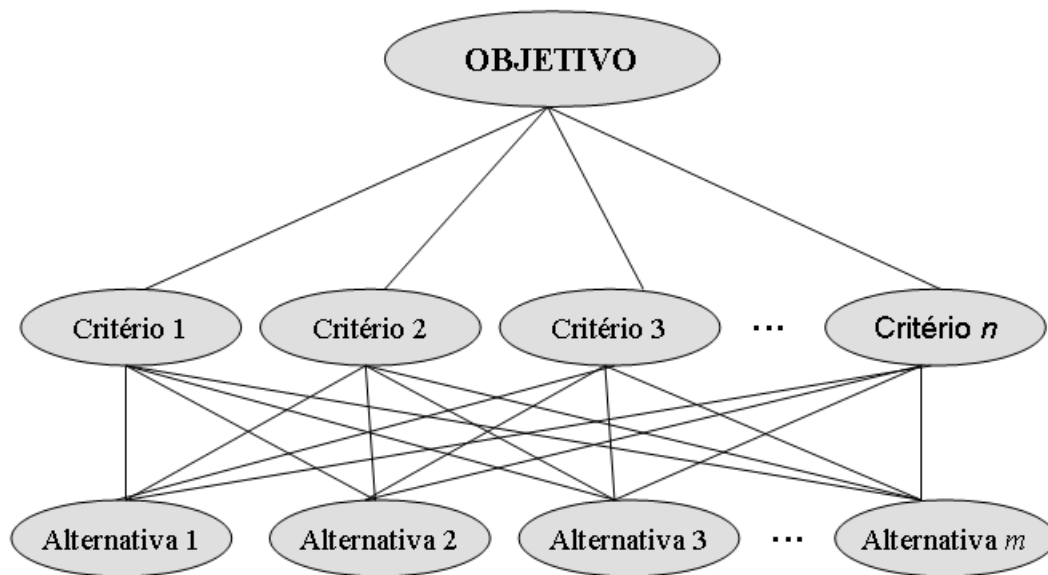 OBJETIVO
Critério 1 Critério 2 Critério 3 ... Critério n
Alternativa 1 Alternativa 2 Alternativa 3 ... Alternativa m